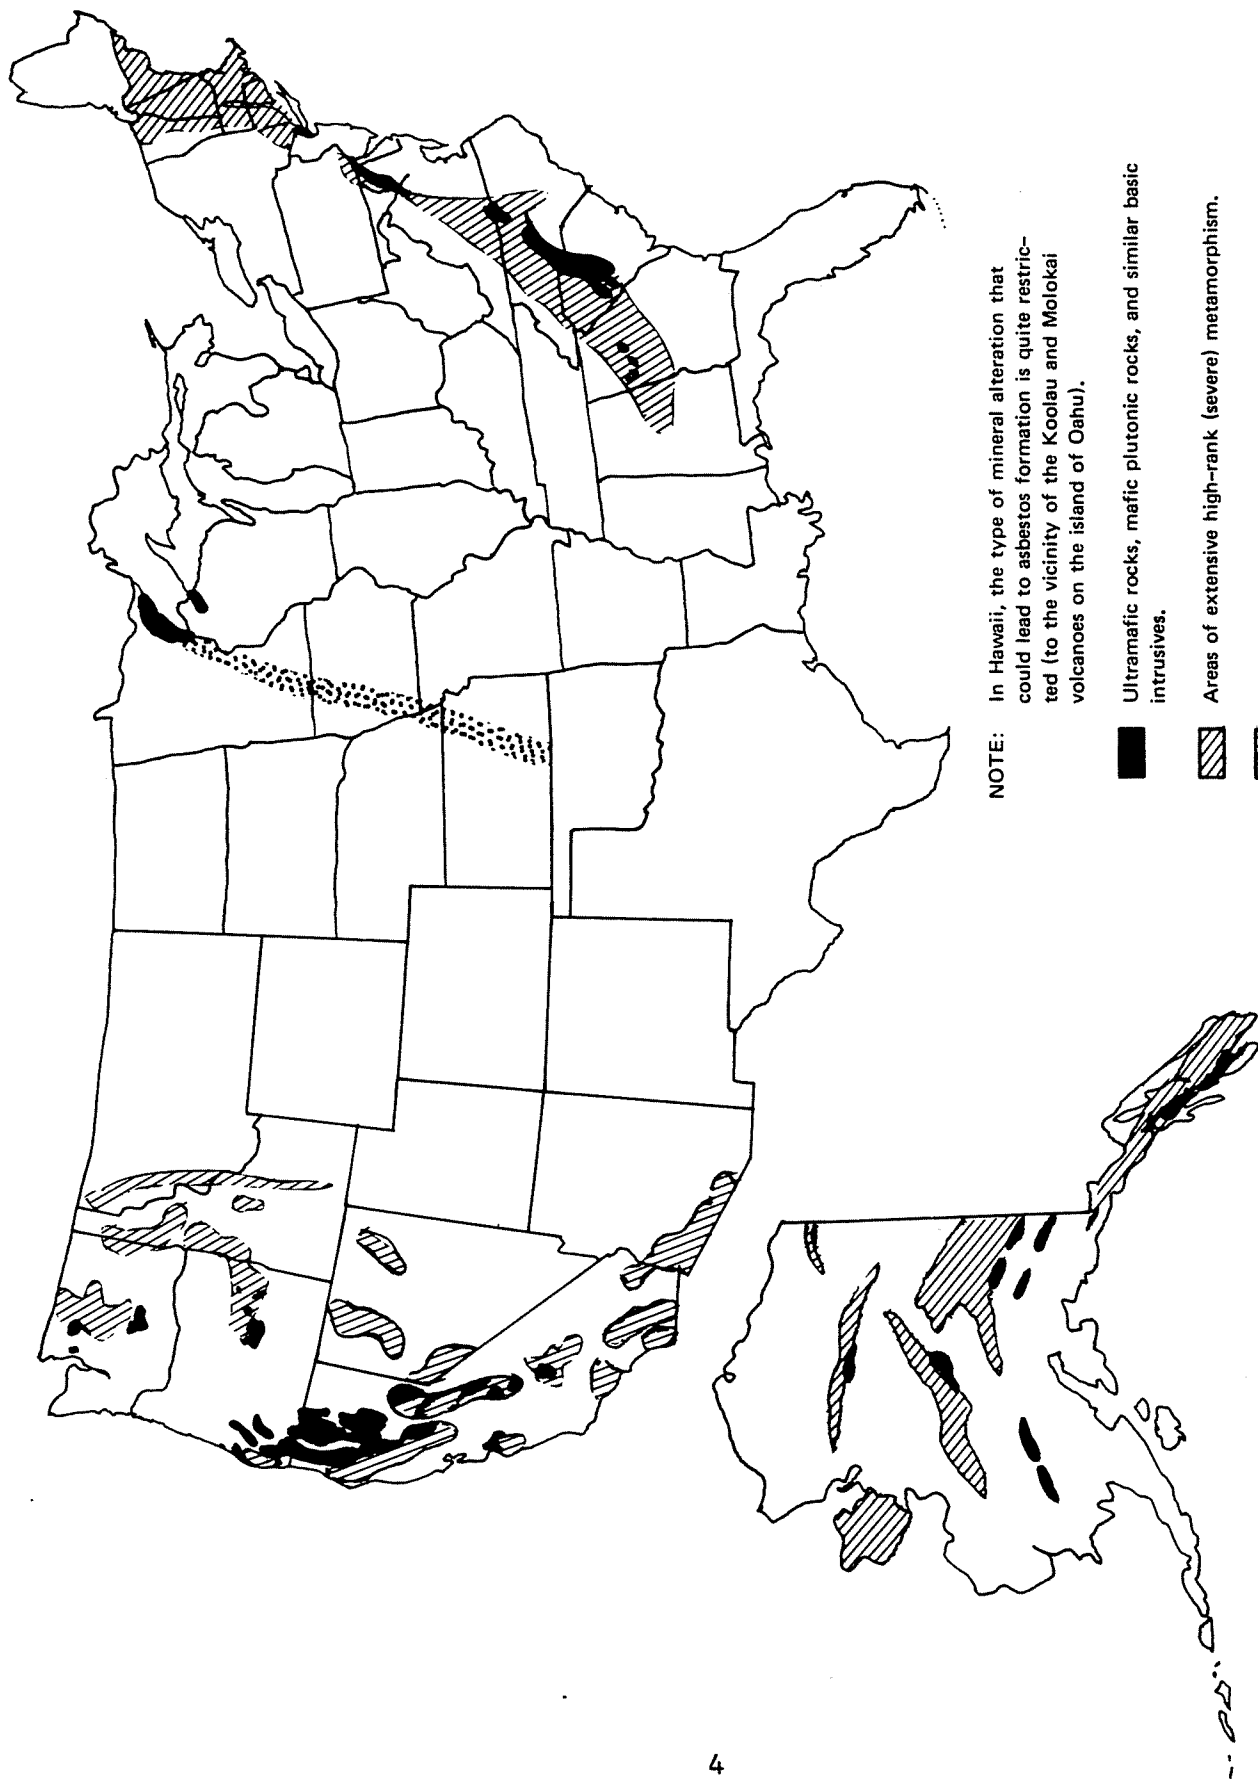 NOTE: In Hawaii, the type of mineral alteration that
could lead to asbestos formation is quite restric–
ted (to the vicinity of the Koolau and Molokai
volcanoes on the island of Oahu).
Ultramafic rocks, mafic plutonic rocks, and similar basic
intrusives.
Areas of extensive high–rank (severe) metamorphism.
4